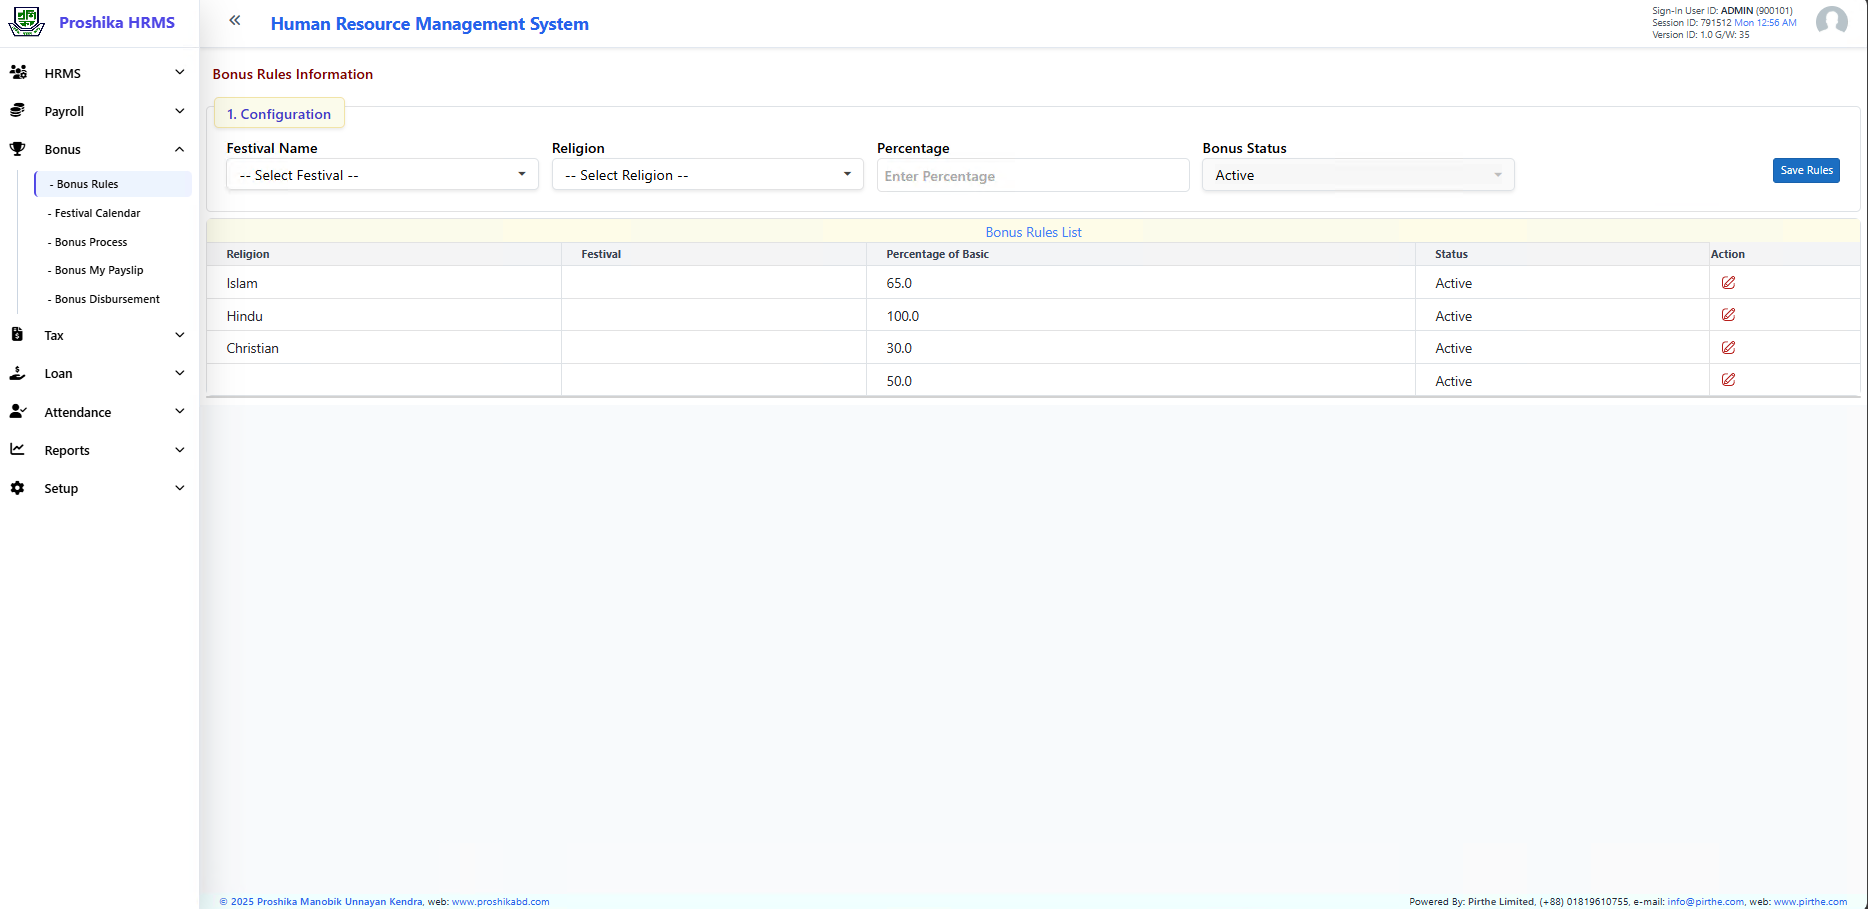 Proshika HRMS
Human Resource Management System
Sign-In User ID: ADMIN (900101)
Session ID: 791512 Mon 12:56 AM
Version ID: 1.0 G/W: 35
HRMS
Payroll
Bonus
- Bonus Rules
- Festival Calendar
- Bonus Process
- Bonus My Payslip
- Bonus Disbursement
Tax
Loan
Attendance
Reports
Setup
Bonus Rules Information
1. Configuration
Festival Name Religion Percentage Bonus Status
-- Select Festival -- -- Select Religion -- Enter Percentage Active Save Rules
Bonus Rules List
Religion Festival Percentage of Basic Status Action
Islam 65.0 Active
Hindu 100.0 Active
Christian 30.0 Active
50.0 Active
© 2025 Proshika Manobik Unnayan Kendra, web: www.proshikabd.com Powered By: Pirthe Limited, (+88) 01819610755, e-mail: info@pirthe.com, web: www.pirthe.com